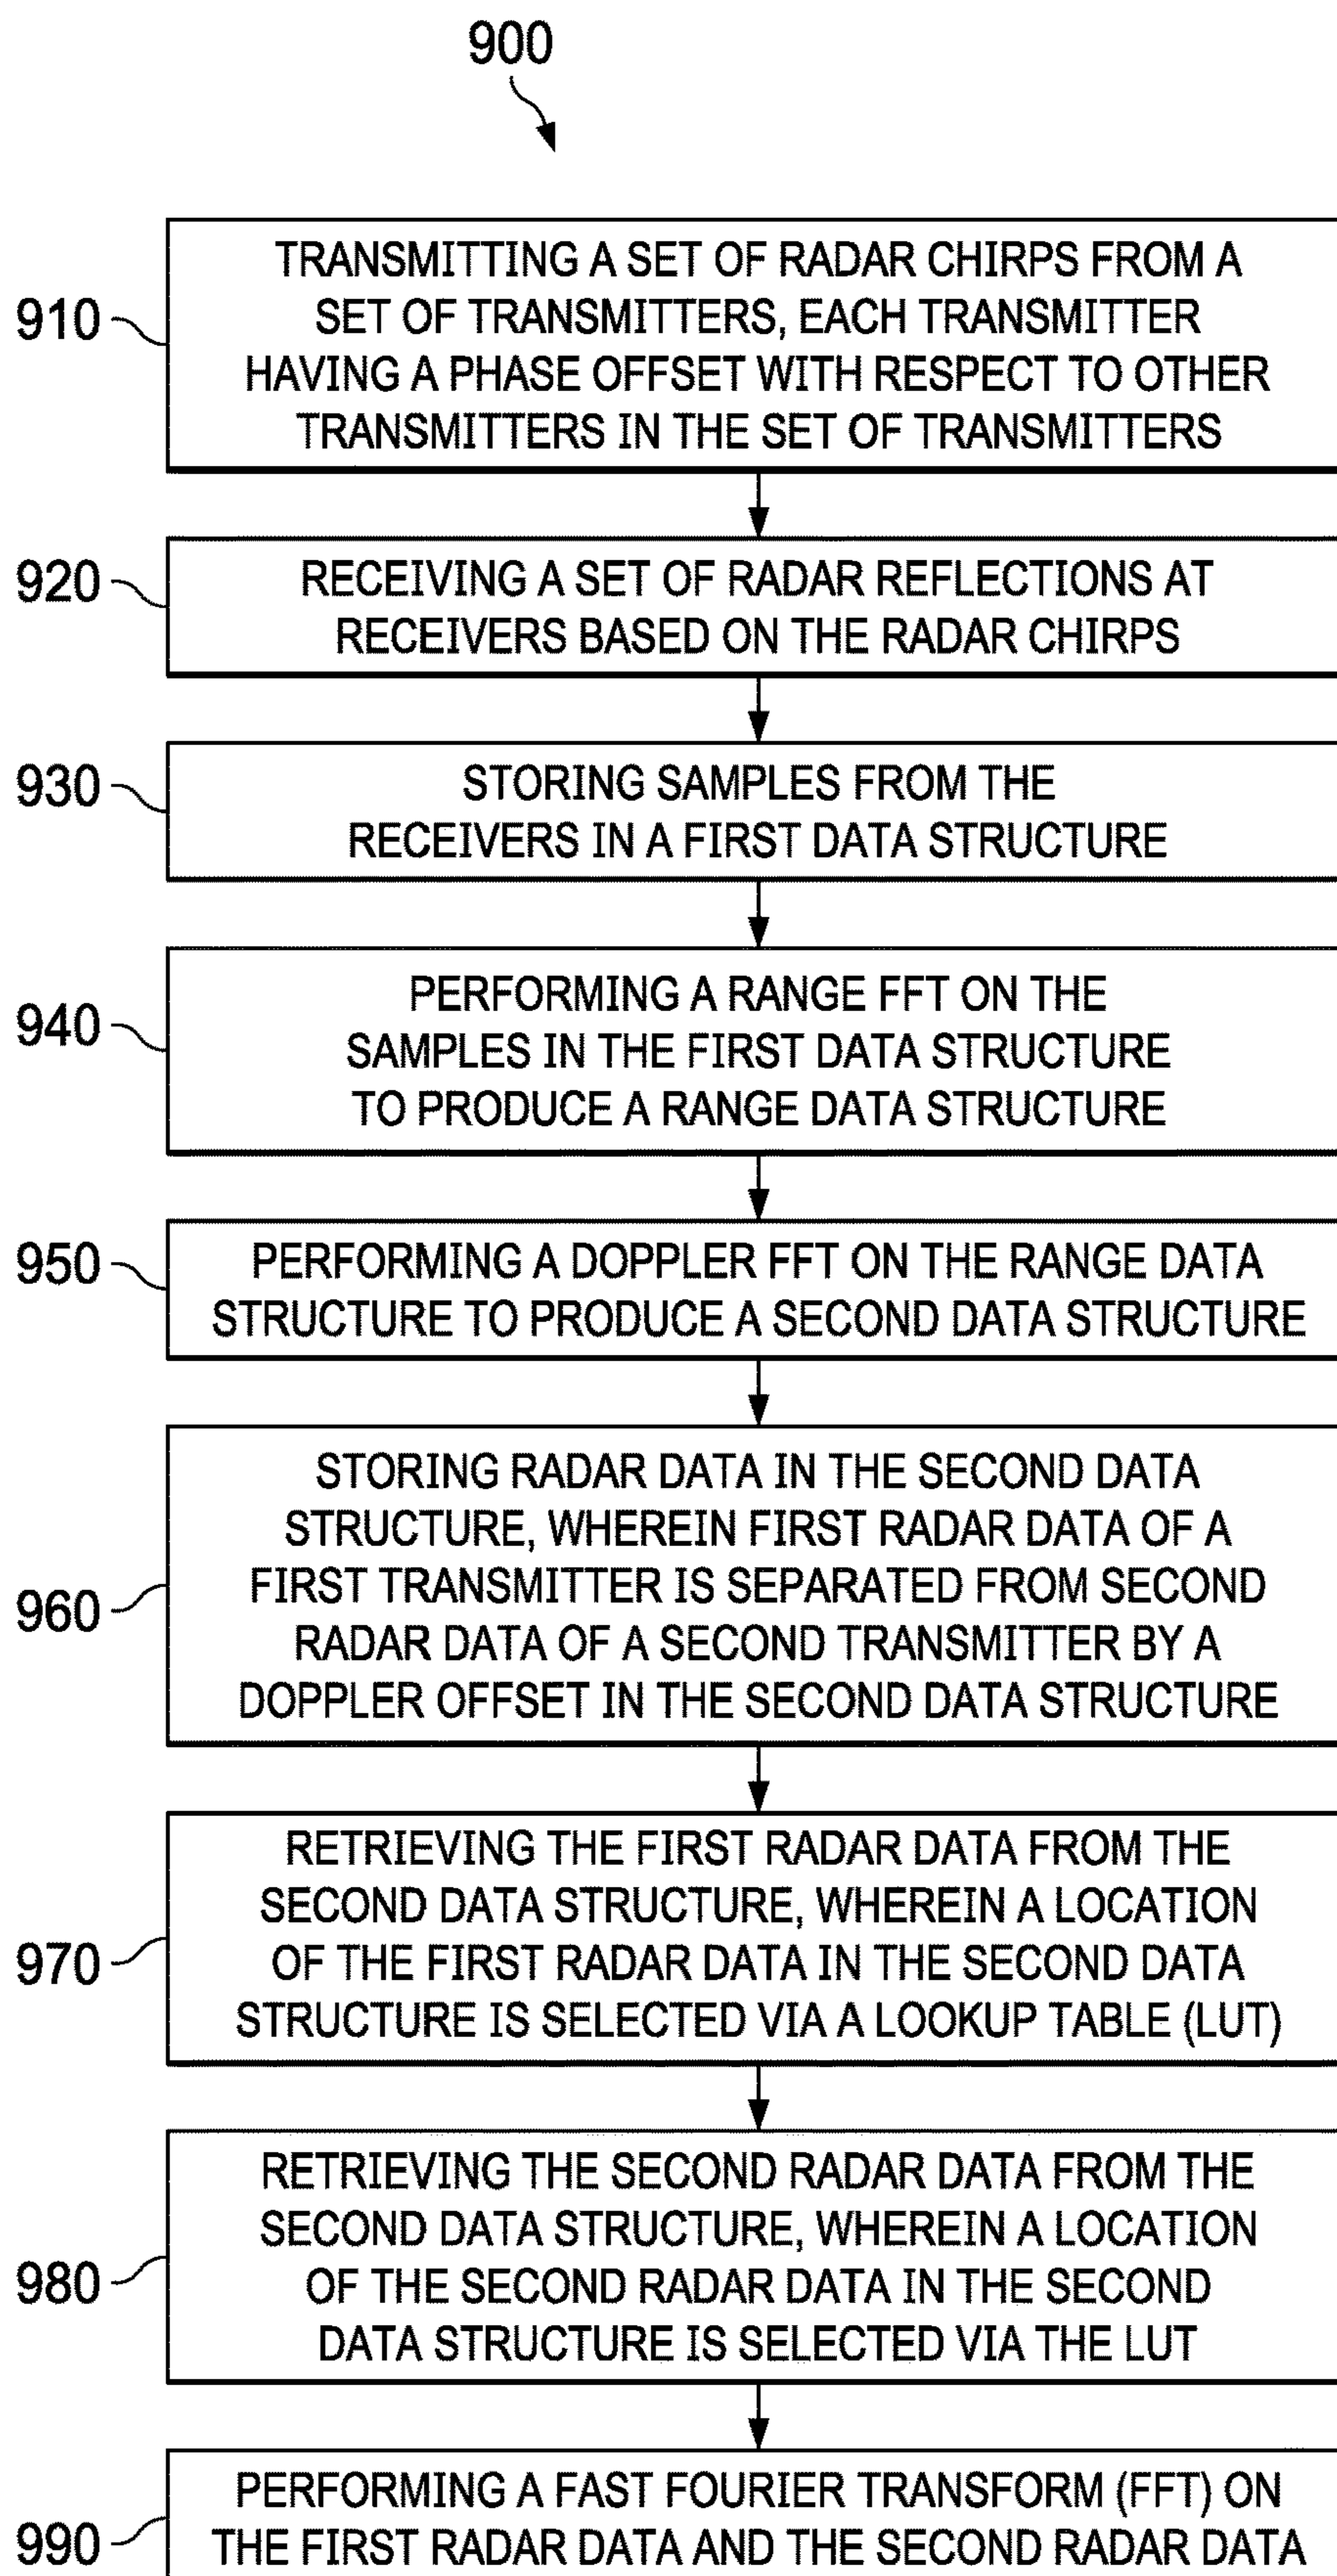 900
910
TRANSMITTING A SET OF RADAR CHIRPS FROM A
SET OF TRANSMITTERS, EACH TRANSMITTER
HAVING A PHASE OFFSET WITH RESPECT TO OTHER
TRANSMITTERS IN THE SET OF TRANSMITTERS
920
RECEIVING A SET OF RADAR REFLECTIONS AT
RECEIVERS BASED ON THE RADAR CHIRPS
930
STORING SAMPLES FROM THE
RECEIVERS IN A FIRST DATA STRUCTURE
940
PERFORMING A RANGE FFT ON THE
SAMPLES IN THE FIRST DATA STRUCTURE
TO PRODUCE A RANGE DATA STRUCTURE
950
PERFORMING A DOPPLER FFT ON THE RANGE DATA
STRUCTURE TO PRODUCE A SECOND DATA STRUCTURE
960
STORING RADAR DATA IN THE SECOND DATA
STRUCTURE, WHEREIN FIRST RADAR DATA OF A
FIRST TRANSMITTER IS SEPARATED FROM SECOND
RADAR DATA OF A SECOND TRANSMITTER BY A
DOPPLER OFFSET IN THE SECOND DATA STRUCTURE
970
RETRIEVING THE FIRST RADAR DATA FROM THE
SECOND DATA STRUCTURE, WHEREIN A LOCATION
OF THE FIRST RADAR DATA IN THE SECOND DATA
STRUCTURE IS SELECTED VIA A LOOKUP TABLE (LUT)
980
RETRIEVING THE SECOND RADAR DATA FROM THE
SECOND DATA STRUCTURE, WHEREIN A LOCATION
OF THE SECOND RADAR DATA IN THE SECOND
DATA STRUCTURE IS SELECTED VIA THE LUT
990
PERFORMING A FAST FOURIER TRANSFORM (FFT) ON
THE FIRST RADAR DATA AND THE SECOND RADAR DATA